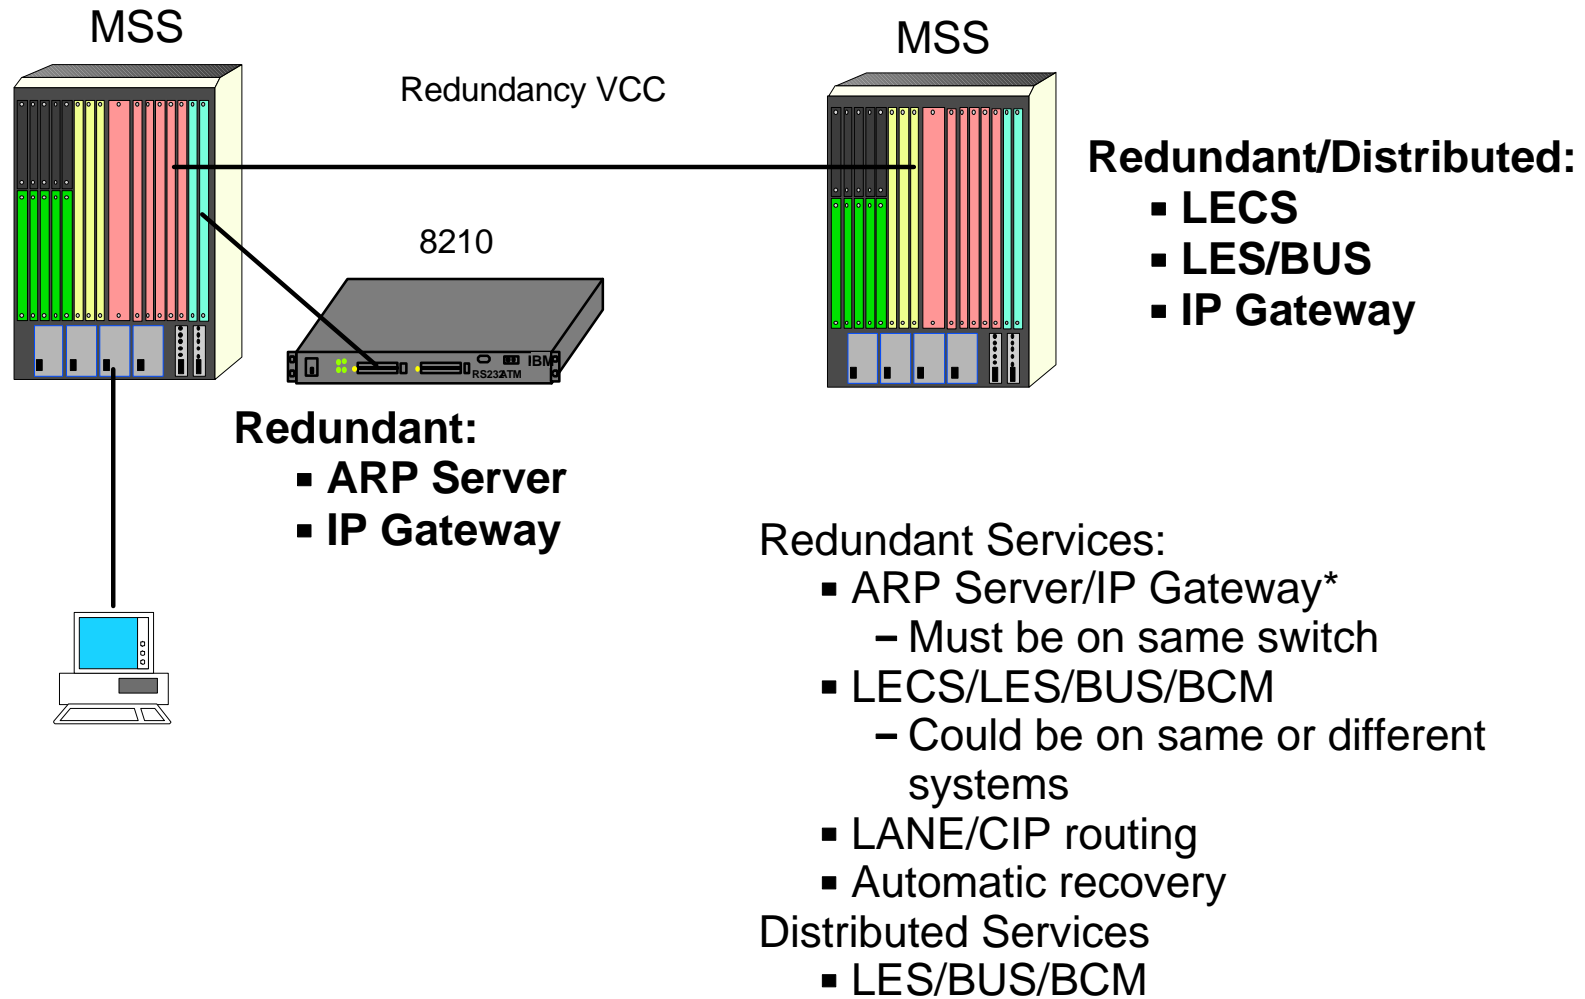 MSS
MSS
Redundancy VCC
Redundant/Distributed:
▪ LECS
▪ LES/BUS
▪ IP Gateway
8210
IBM
RS232 ATM
Redundant:
▪ ARP Server
▪ IP Gateway
Redundant Services:
▪ ARP Server/IP Gateway*
– Must be on same switch
▪ LECS/LES/BUS/BCM
– Could be on same or different
systems
▪ LANE/CIP routing
▪ Automatic recovery
Distributed Services
▪ LES/BUS/BCM